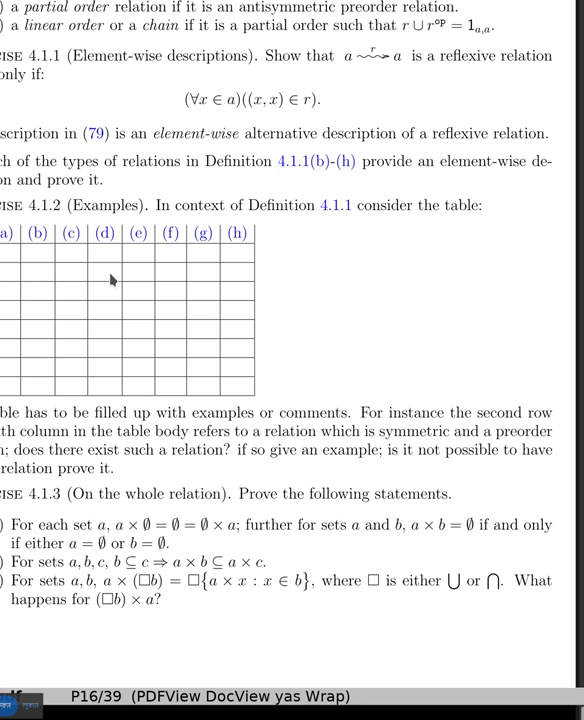 ) a partial order relation if it is an antisymmetric preorder relation.
) a linear order or a chain if it is a partial order such that r ∪ rᵒᵖ = 1ₐ,ₐ.
ISE 4.1.1 (Element-wise descriptions). Show that a r a is a reflexive relation
only if:
(∀x ∈ a)((x, x) ∈ r).
scription in (79) is an element-wise alternative description of a reflexive relation.
ch of the types of relations in Definition 4.1.1(b)-(h) provide an element-wise de-
on and prove it.
ISE 4.1.2 (Examples). In context of Definition 4.1.1 consider the table:
a) (b) (c) (d) (e) (f) (g) (h)
ble has to be filled up with examples or comments. For instance the second row
th column in the table body refers to a relation which is symmetric and a preorder
n; does there exist such a relation? if so give an example; is it not possible to have
relation prove it.
ISE 4.1.3 (On the whole relation). Prove the following statements.
) For each set a, a × ∅ = ∅ = ∅ × a; further for sets a and b, a × b = ∅ if and only
if either a = ∅ or b = ∅.
) For sets a, b, c, b ⊆ c ⇒ a × b ⊆ a × c.
) For sets a, b, a × (□b) = □{a × x : x ∈ b}, where □ is either ⋃ or ⋂. What
happens for (□b) × a?
P16/39 (PDFView DocView yas Wrap)